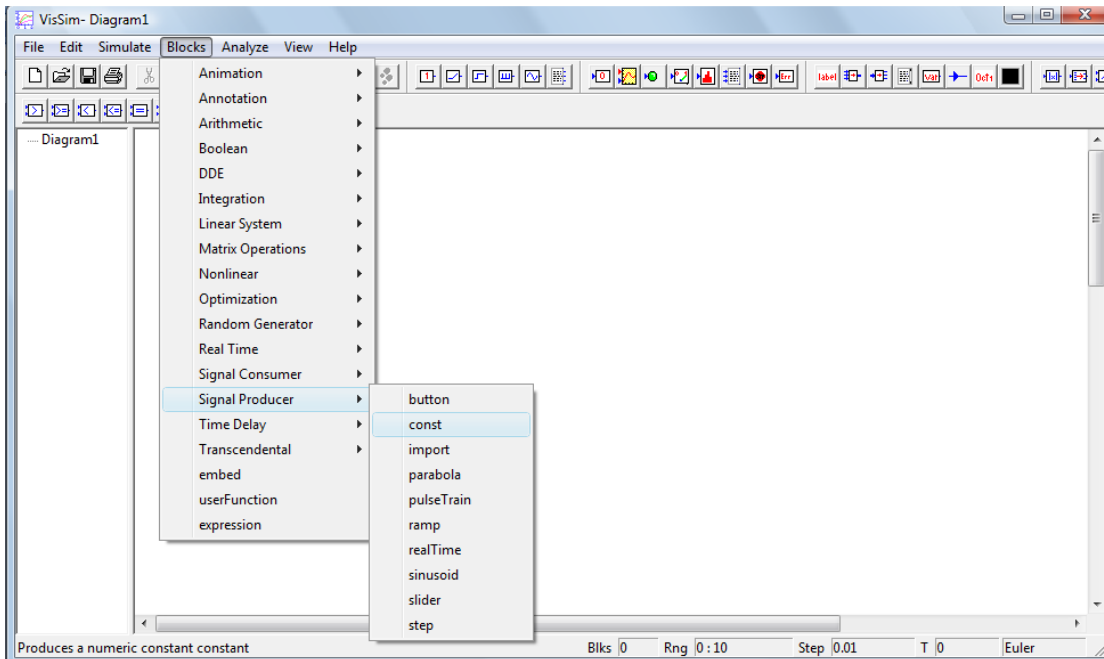 VisSim- Diagram1
File Edit Simulate Blocks Analyze View Help
label Var
Diagram1
Animation
Annotation
Arithmetic
Boolean
DDE
Integration
Linear System
Matrix Operations
Nonlinear
Optimization
Random Generator
Real Time
Signal Consumer
Signal Producer
Time Delay
Transcendental
embed
userFunction
expression
button
const
import
parabola
pulseTrain
ramp
realTime
sinusoid
slider
step
Produces a numeric constant constant Blks 0 Rng 0:10 Step 0.01 T 0 Euler